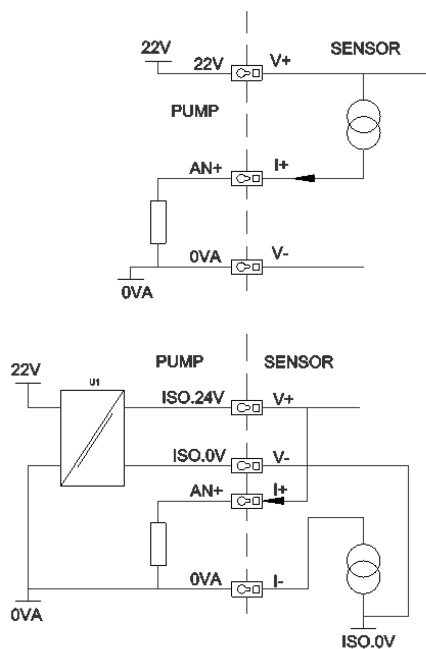 SENSOR
22V
22V V+
PUMP
AN+ I+
0VA V-
0VA
PUMP SENSOR
22V
U1
ISO.24V V+
ISO.0V V-
AN+ I+
0VA I-
0VA
ISO.0V